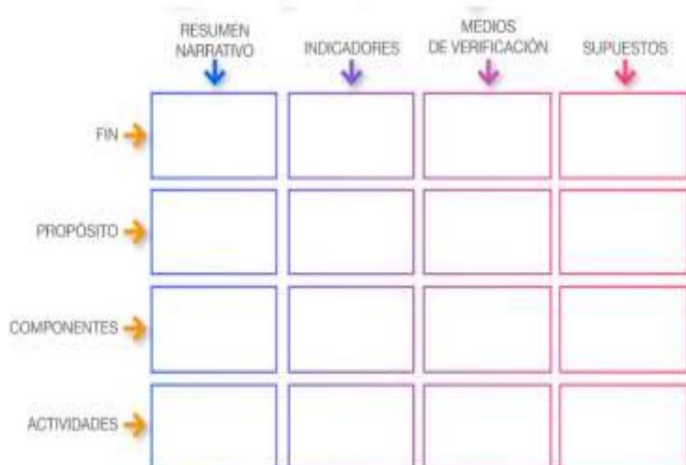 RESUMEN
NARRATIVO
INDICADORES
MEDIOS
DE VERIFICACIÓN
SUPUESTOS
FIN
PROPÓSITO
COMPONENTES
ACTIVIDADES